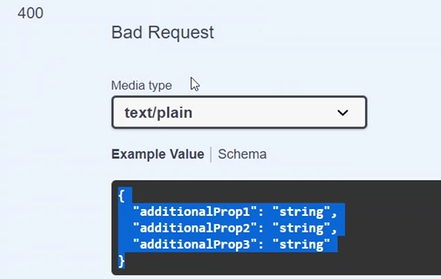 400
Bad Request
Media type
text/plain
Example Value | Schema
{
"additionalProp1": "string",
"additionalProp2": "string",
"additionalProp3": "string"
}